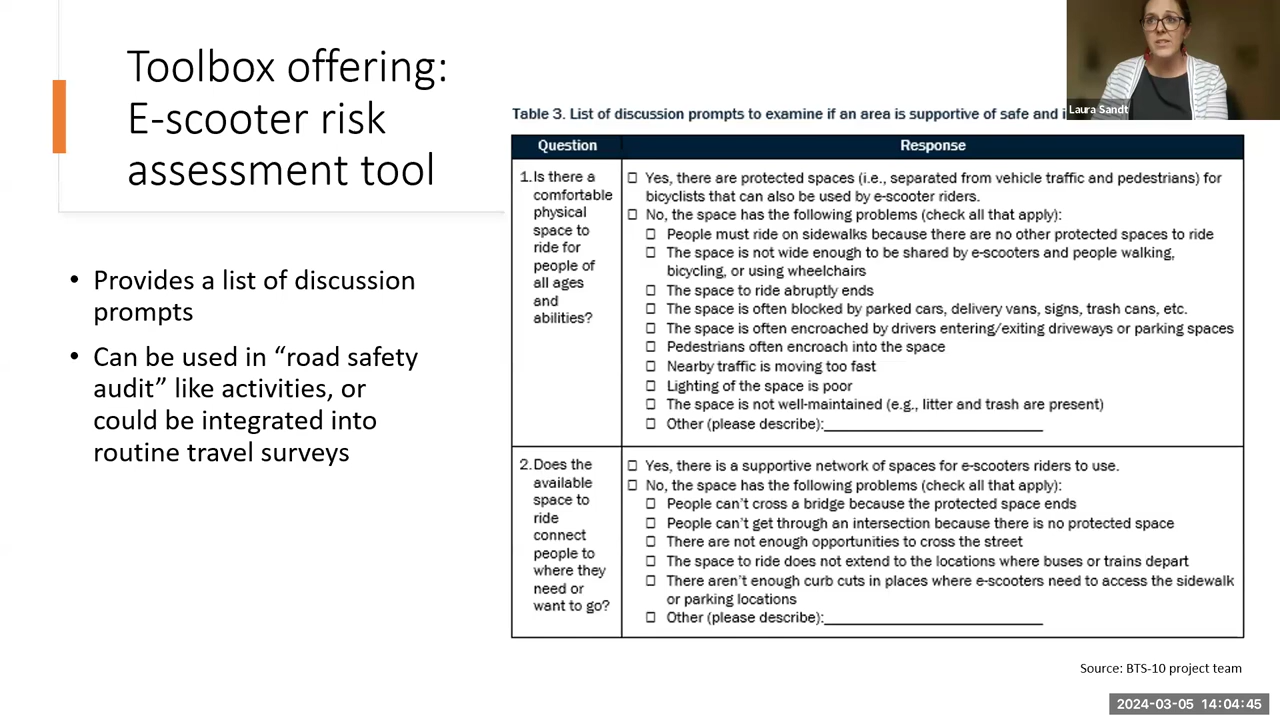 Toolbox offering:
E-scooter risk
assessment tool
• Provides a list of discussion
prompts
• Can be used in “road safety
audit” like activities, or
could be integrated into
routine travel surveys
Laura Sandt
Table 3. List of discussion prompts to examine if an area is supportive of safe and i
Question
Response
1. Is there a
comfortable
physical
space to
ride for
people of
all ages
and
abilities?
☐ Yes, there are protected spaces (i.e., separated from vehicle traffic and pedestrians) for
bicyclists that can also be used by e-scooter riders.
☐ No, the space has the following problems (check all that apply):
☐ People must ride on sidewalks because there are no other protected spaces to ride
☐ The space is not wide enough to be shared by e-scooters and people walking,
bicycling, or using wheelchairs
☐ The space to ride abruptly ends
☐ The space is often blocked by parked cars, delivery vans, signs, trash cans, etc.
☐ The space is often encroached by drivers entering/exiting driveways or parking spaces
☐ Pedestrians often encroach into the space
☐ Nearby traffic is moving too fast
☐ Lighting of the space is poor
☐ The space is not well-maintained (e.g., litter and trash are present)
☐ Other (please describe):____________________
2. Does the
available
space to
ride
connect
people to
where they
need or
want to go?
☐ Yes, there is a supportive network of spaces for e-scooters riders to use.
☐ No, the space has the following problems (check all that apply):
☐ People can’t cross a bridge because the protected space ends
☐ People can’t get through an intersection because there is no protected space
☐ There are not enough opportunities to cross the street
☐ The space to ride does not extend to the locations where buses or trains depart
☐ There aren’t enough curb cuts in places where e-scooters need to access the sidewalk
or parking locations
☐ Other (please describe):____________________
Source: BTS-10 project team
2024-03-05 14:04:45